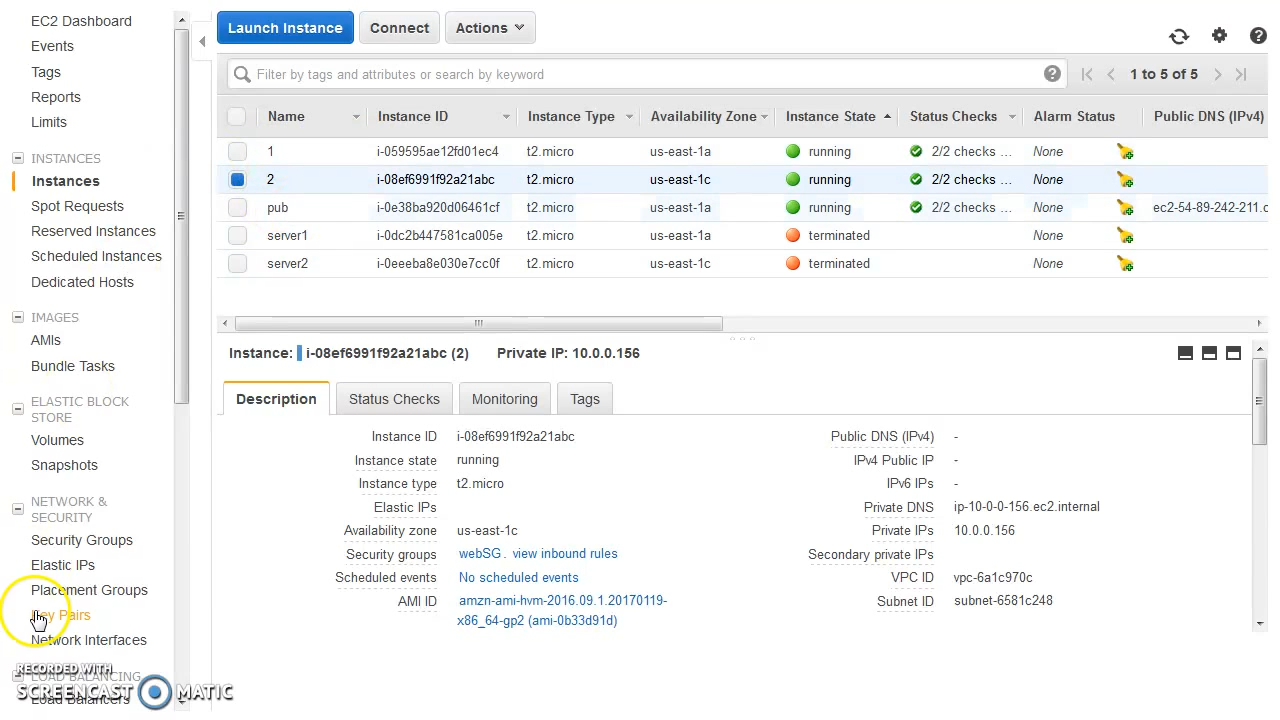 EC2 Dashboard
Events
Tags
Reports
Limits
INSTANCES
Instances
Spot Requests
Reserved Instances
Scheduled Instances
Dedicated Hosts
IMAGES
AMIs
Bundle Tasks
ELASTIC BLOCK
STORE
Volumes
Snapshots
NETWORK &
SECURITY
Security Groups
Elastic IPs
Placement Groups
Key Pairs
Network Interfaces
LOAD BALANCING
Load Balancers
RECORDED WITH
SCREENCAST MATIC
Launch Instance Connect Actions
Filter by tags and attributes or search by keyword
1 to 5 of 5
Name Instance ID Instance Type Availability Zone Instance State Status Checks Alarm Status Public DNS (IPv4)
1 i-059595ae12fd01ec4 t2.micro us-east-1a running 2/2 checks ... None
2 i-08ef6991f92a21abc t2.micro us-east-1c running 2/2 checks ... None
pub i-0e38ba920d06461cf t2.micro us-east-1a running 2/2 checks ... None ec2-54-89-242-211.c
server1 i-0dc2b447581ca005e t2.micro us-east-1a terminated None
server2 i-0eeeba8e030e7cc0f t2.micro us-east-1c terminated None
Instance: i-08ef6991f92a21abc (2) Private IP: 10.0.0.156
Description Status Checks Monitoring Tags
Instance ID i-08ef6991f92a21abc Public DNS (IPv4) -
Instance state running IPv4 Public IP -
Instance type t2.micro IPv6 IPs -
Elastic IPs Private DNS ip-10-0-0-156.ec2.internal
Availability zone us-east-1c Private IPs 10.0.0.156
Security groups webSG . view inbound rules Secondary private IPs
Scheduled events No scheduled events VPC ID vpc-6a1c970c
AMI ID amzn-ami-hvm-2016.09.1.20170119- Subnet ID subnet-6581c248
x86_64-gp2 (ami-0b33d91d)